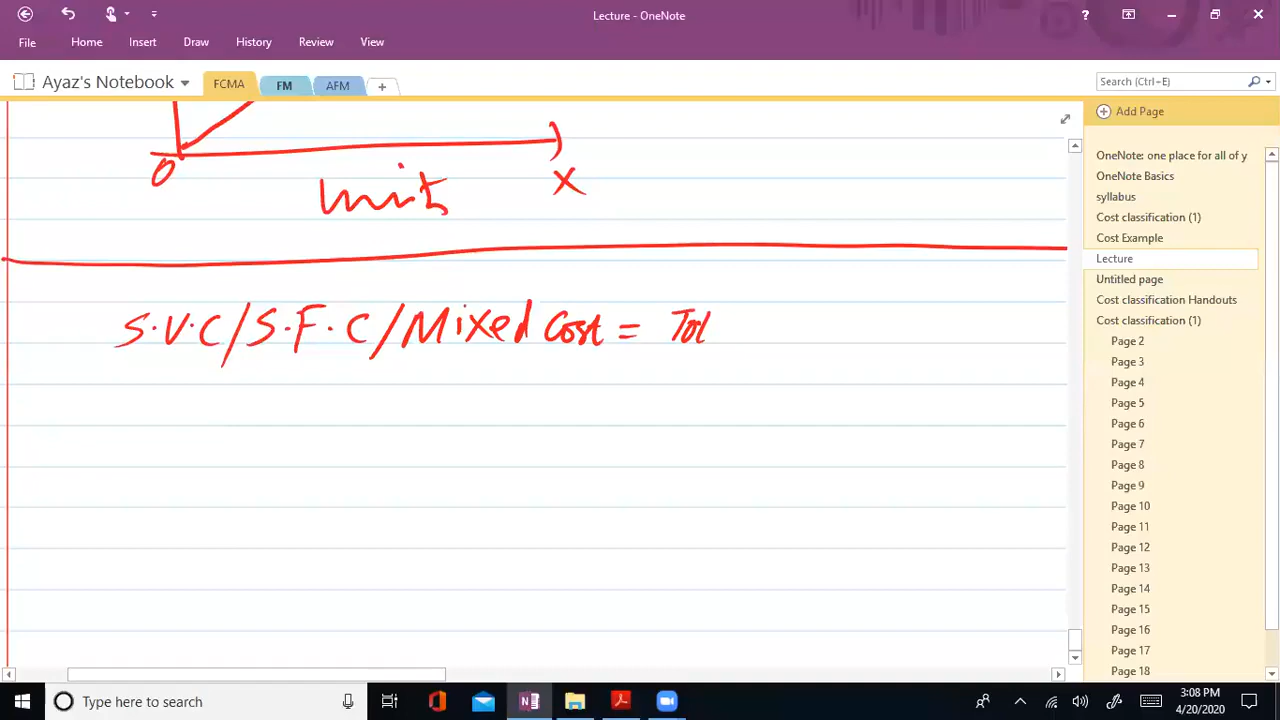 Lecture - OneNote
?
File Home Insert Draw History Review View
Ayaz's Notebook FCMA FM AFM +
Search (Ctrl+E)
Add Page
OneNote: one place for all of y
OneNote Basics
syllabus
Cost classification (1)
Cost Example
Lecture
Untitled page
Cost classification Handouts
Cost classification (1)
Page 2
Page 3
Page 4
Page 5
Page 6
Page 7
Page 8
Page 9
Page 10
Page 11
Page 12
Page 13
Page 14
Page 15
Page 16
Page 17
Page 18
O
X
Units
S.V.C/S.F.C/Mixed Cost = Tot
Type here to search
3:08 PM
4/20/2020